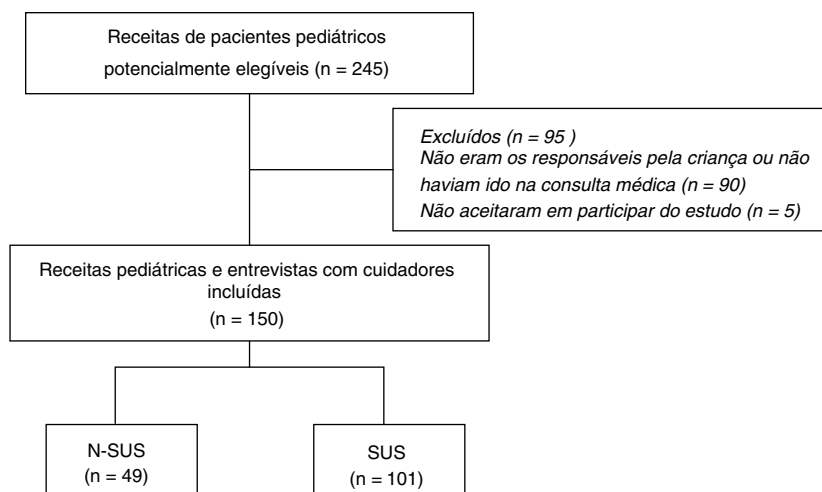 Receitas de pacientes pediátricos
potencialmente elegíveis (n = 245)
Excluídos (n = 95 )
Não eram os responsáveis pela criança ou não
haviam ido na consulta médica (n = 90)
Não aceitaram em participar do estudo (n = 5)
Receitas pediátricas e entrevistas com cuidadores
incluídas
(n = 150)
N-SUS
(n = 49)
SUS
(n = 101)